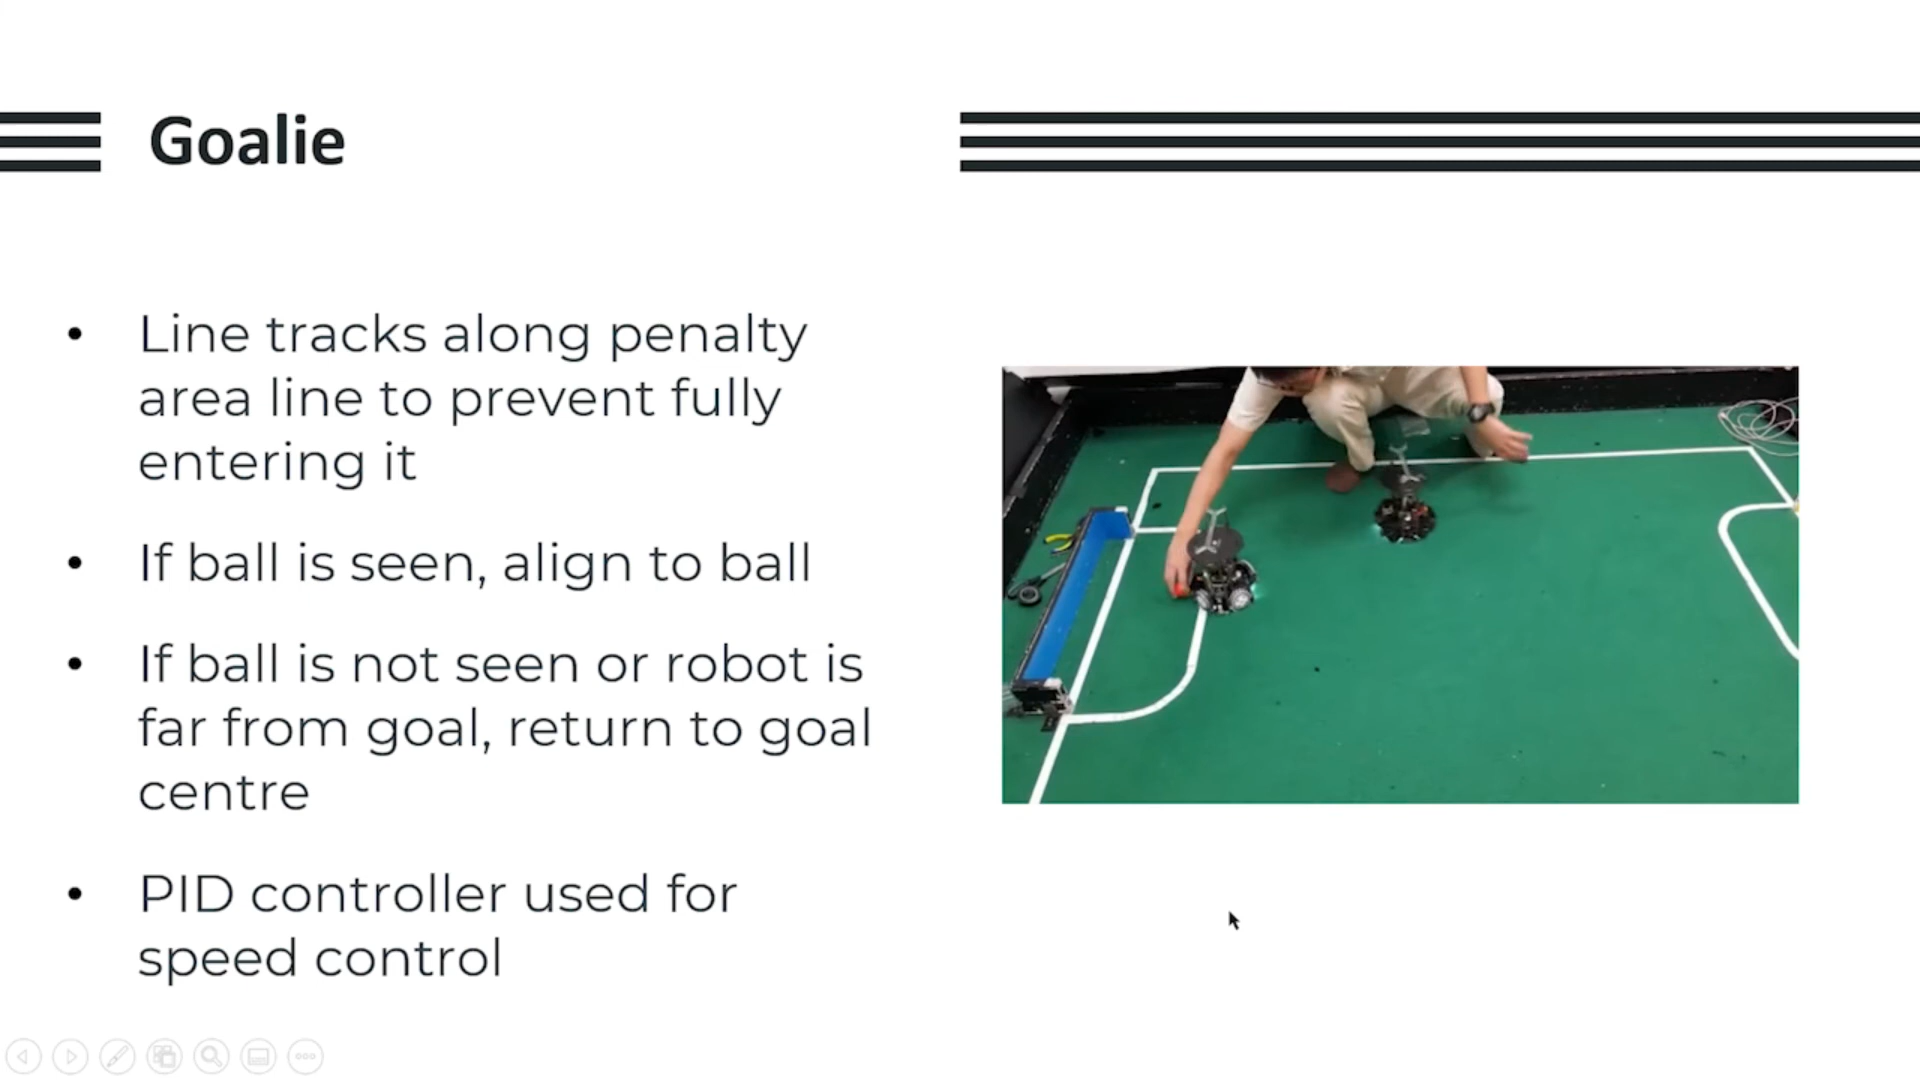 Goalie
• Line tracks along penalty
area line to prevent fully
entering it
• If ball is seen, align to ball
• If ball is not seen or robot is
far from goal, return to goal
centre
• PID controller used for
speed control